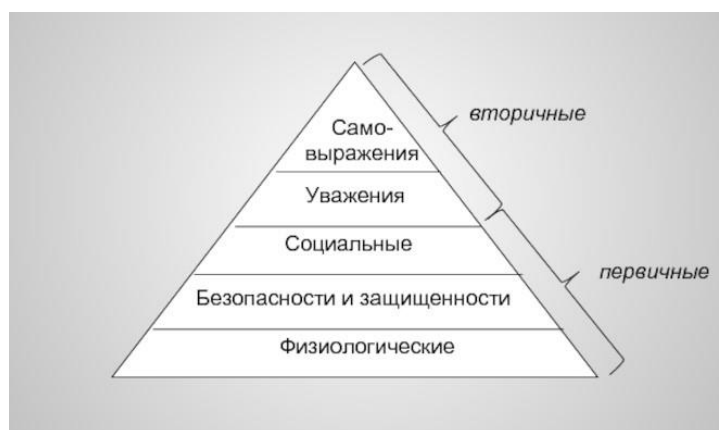 Само-
выражения
вторичные
Уважения
Социальные
первичные
Безопасности и защищенности
Физиологические